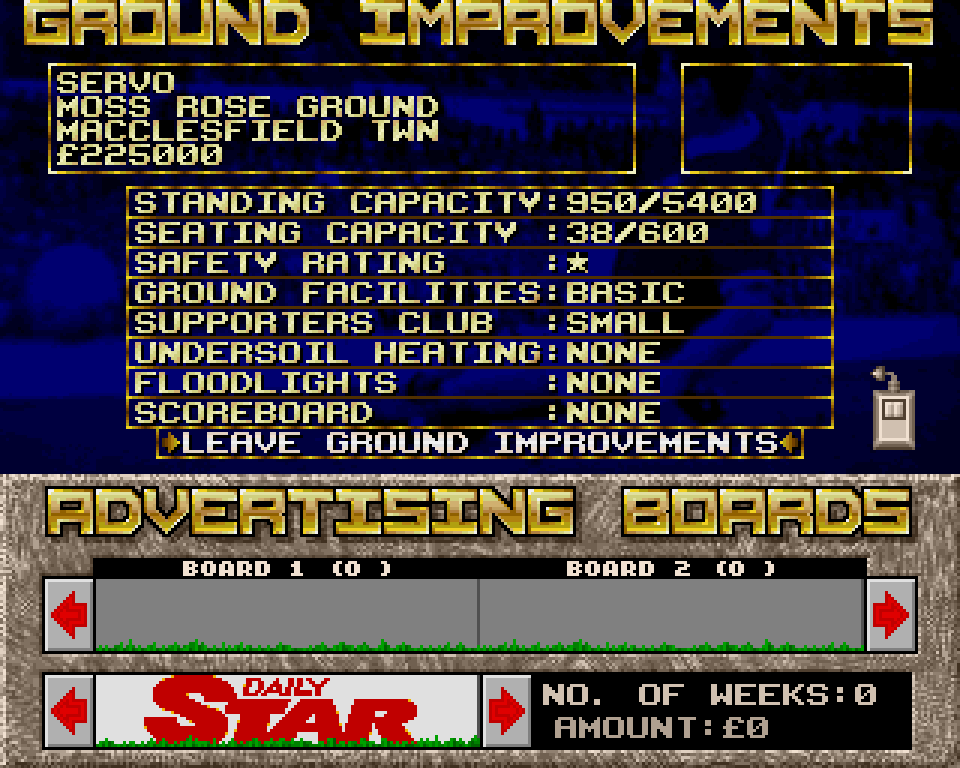 GROUND IMPROVEMENTS
SERVO
MOSS ROSE GROUND
MACCLESFIELD TWN
£225000
STANDING CAPACITY:950/5400
SEATING CAPACITY :38/600
SAFETY RATING :★
GROUND FACILITIES:BASIC
SUPPORTERS CLUB :SMALL
UNDERSOIL HEATING:NONE
FLOODLIGHTS :NONE
SCOREBOARD :NONE
LEAVE GROUND IMPROVEMENTS
ADVERTISING BOARDS
BOARD 1 (0 ) BOARD 2 (0 )
DAILY
STAR
NO. OF WEEKS:0
AMOUNT:£0